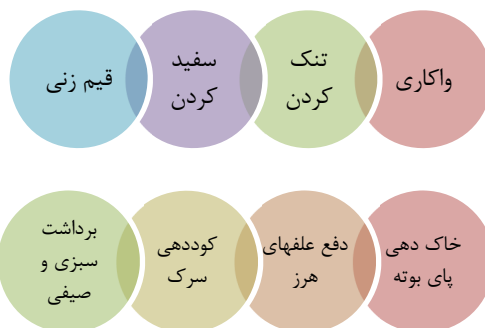 واکاری
تنک
کردن
سفید
کردن
قیم زنی
خاک دهی
پای بوته
دفع علفهای
هرز
کوددهی
سرک
برداشت
سبزی و
صیفی